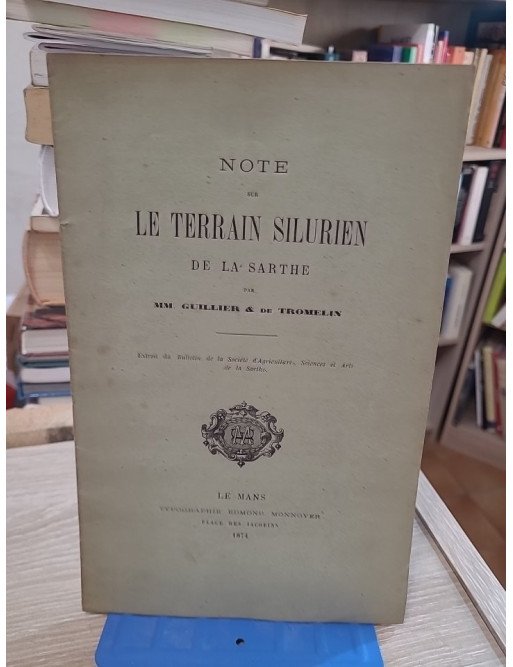 NOTE
SUR
LE TERRAIN SILURIEN
DE LA SARTHE
PAR
MM. GUILLIER & DE TROMELIN
Extrait du Bulletin de la Société d'Agriculture, Sciences et Arts
de la Sarthe.
LE MANS
TYPOGRAPHIE EDMOND MONNOYER
PLACE DES JACOBINS
1874